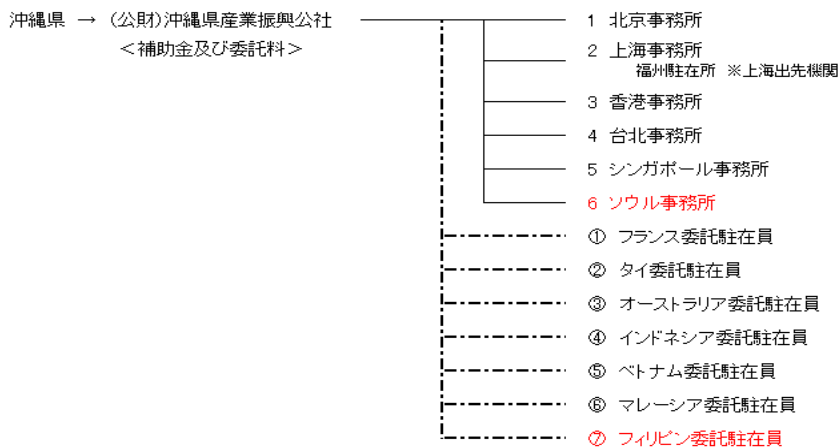 沖縄県 → (公財)沖縄県産業振興公社
＜補助金及び委託料＞
1 北京事務所
2 上海事務所
福州駐在所 ※上海出先機関
3 香港事務所
4 台北事務所
5 シンガポール事務所
6 ソウル事務所
① フランス委託駐在員
② タイ委託駐在員
③ オーストラリア委託駐在員
④ インドネシア委託駐在員
⑤ ベトナム委託駐在員
⑥ マレーシア委託駐在員
⑦ フィリピン委託駐在員